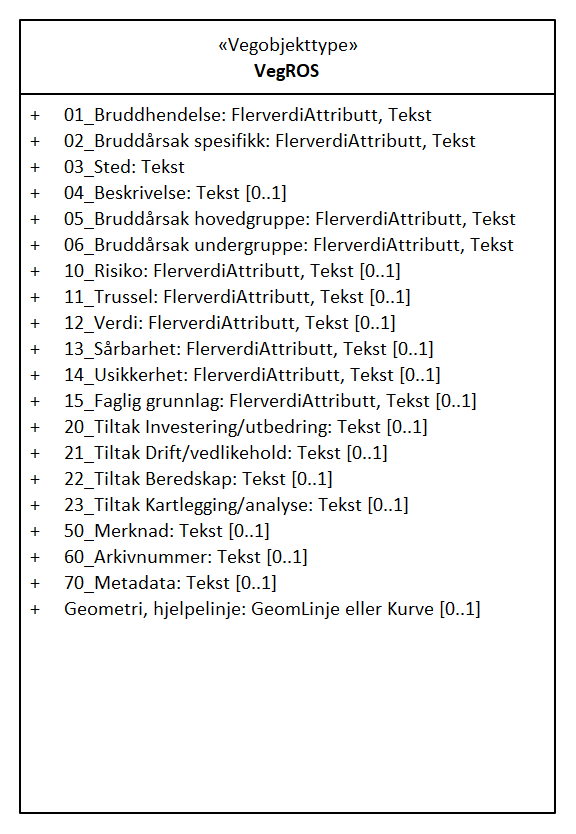 «Vegobjekttype»
VegROS
+ 01_Bruddhendelse: FlerverdiAttributt, Tekst
+ 02_Bruddårsak spesifikk: FlerverdiAttributt, Tekst
+ 03_Sted: Tekst
+ 04_Beskrivelse: Tekst [0..1]
+ 05_Bruddårsak hovedgruppe: FlerverdiAttributt, Tekst
+ 06_Bruddårsak undergruppe: FlerverdiAttributt, Tekst
+ 10_Risiko: FlerverdiAttributt, Tekst [0..1]
+ 11_Trussel: FlerverdiAttributt, Tekst [0..1]
+ 12_Verdi: FlerverdiAttributt, Tekst [0..1]
+ 13_Sårbarhet: FlerverdiAttributt, Tekst [0..1]
+ 14_Usikkerhet: FlerverdiAttributt, Tekst [0..1]
+ 15_Faglig grunnlag: FlerverdiAttributt, Tekst [0..1]
+ 20_Tiltak Investering/utbedring: Tekst [0..1]
+ 21_Tiltak Drift/vedlikehold: Tekst [0..1]
+ 22_Tiltak Beredskap: Tekst [0..1]
+ 23_Tiltak Kartlegging/analyse: Tekst [0..1]
+ 50_Merknad: Tekst [0..1]
+ 60_Arkivnummer: Tekst [0..1]
+ 70_Metadata: Tekst [0..1]
+ Geometri, hjelpelinje: GeomLinje eller Kurve [0..1]